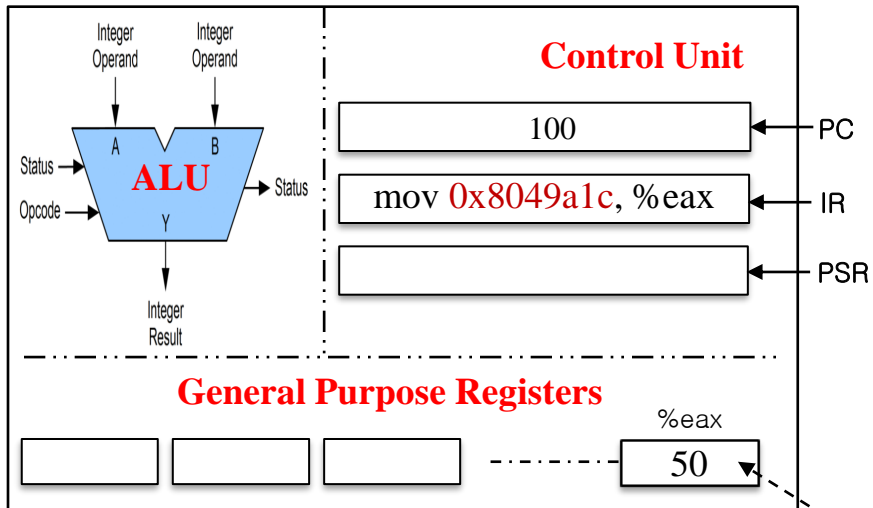 Integer
Operand
Integer
Operand
A
B
ALU
Status
Status
Opcode
Y
Integer
Result
Control Unit
100
PC
mov 0x8049a1c, %eax
IR
PSR
General Purpose Registers
%eax
50